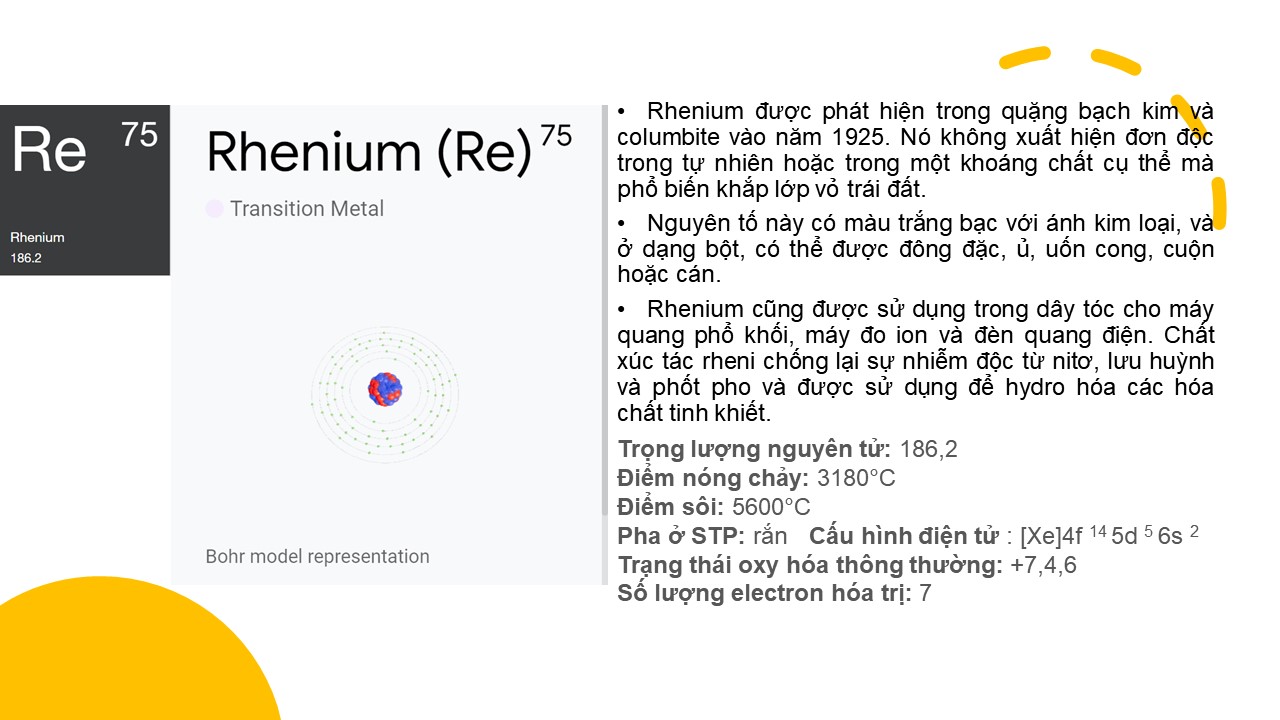 Re 75
Rhenium
186.2
Rhenium (Re) 75
Transition Metal
Bohr model representation
• Rhenium được phát hiện trong quặng bạch kim và
columbite vào năm 1925. Nó không xuất hiện đơn độc
trong tự nhiên hoặc trong một khoáng chất cụ thể mà
phổ biến khắp lớp vỏ trái đất.
• Nguyên tố này có màu trắng bạc với ánh kim loại, và
ở dạng bột, có thể được đông đặc, ủ, uốn cong, cuộn
hoặc cán.
• Rhenium cũng được sử dụng trong dây tóc cho máy
quang phổ khối, máy đo ion và đèn quang điện. Chất
xúc tác rheni chống lại sự nhiễm độc từ nitơ, lưu huỳnh
và phốt pho và được sử dụng để hydro hóa các hóa
chất tinh khiết.
Trọng lượng nguyên tử: 186,2
Điểm nóng chảy: 3180°C
Điểm sôi: 5600°C
Pha ở STP: rắn Cấu hình điện tử : [Xe]4f 14 5d 5 6s 2
Trạng thái oxy hóa thông thường: +7,4,6
Số lượng electron hóa trị: 7